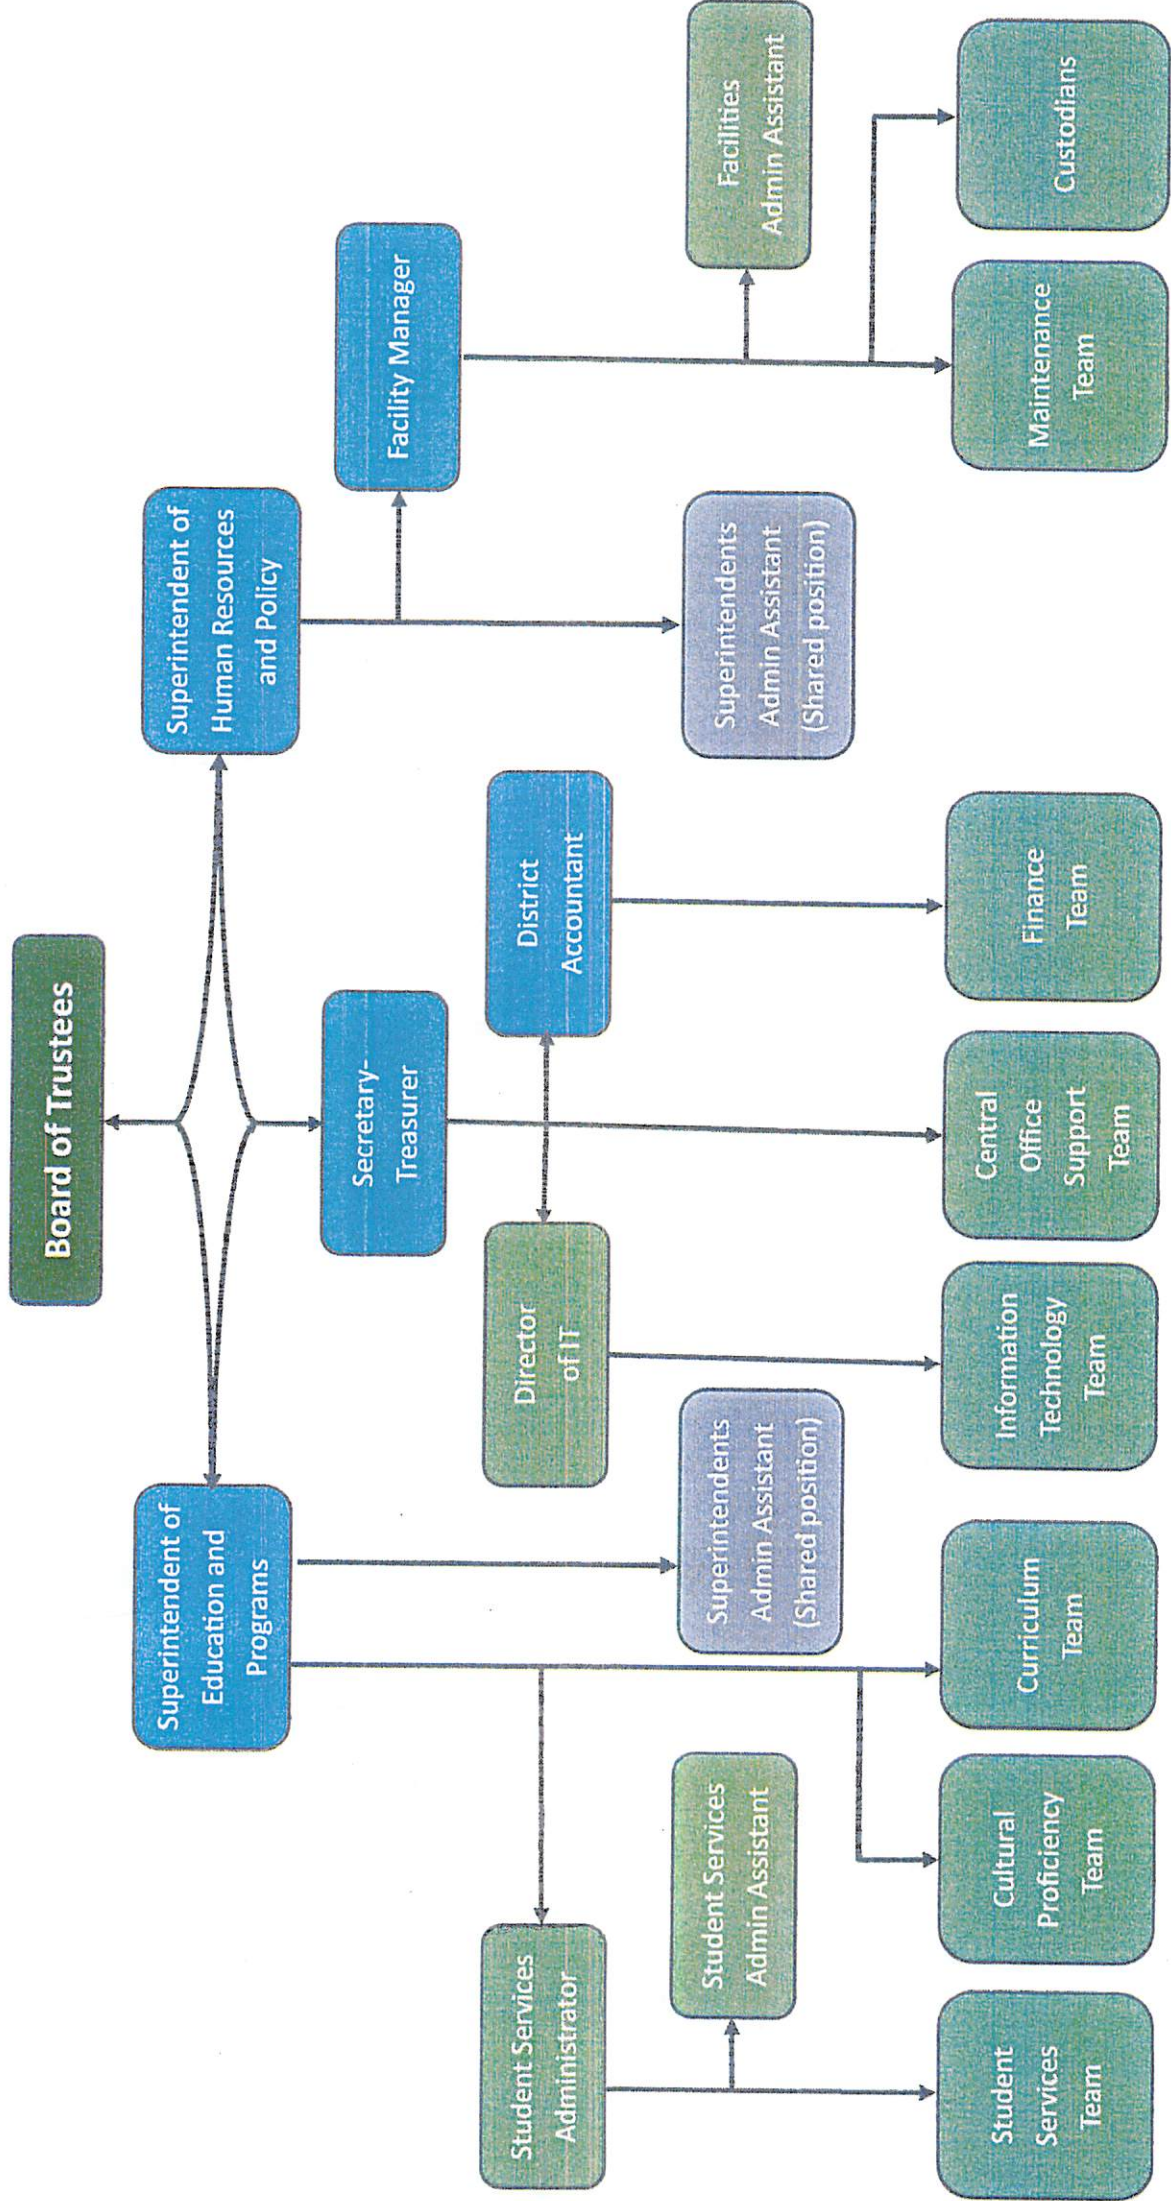 Board of Trustees
Superintendent of
Education and
Programs
Secretary-
Treasurer
Superintendent of
Human Resources
and Policy
Facility Manager
Student Services
Administrator
Director
of IT
District
Accountant
Student Services
Admin Assistant
Superintendents
Admin Assistant
(Shared position)
Superintendents
Admin Assistant
(Shared position)
Facilities
Admin Assistant
Student
Services
Team
Cultural
Proficiency
Team
Curriculum
Team
Information
Technology
Team
Central
Office
Support
Team
Finance
Team
Maintenance
Team
Custodians